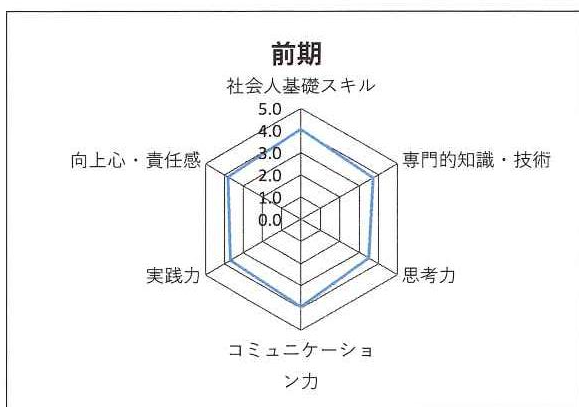 前期
社会人基礎スキル
5.0
4.0
3.0
2.0
1.0
0.0
向上心・責任感
専門的知識・技術
実践力
思考力
コミュニケーショ
ン力